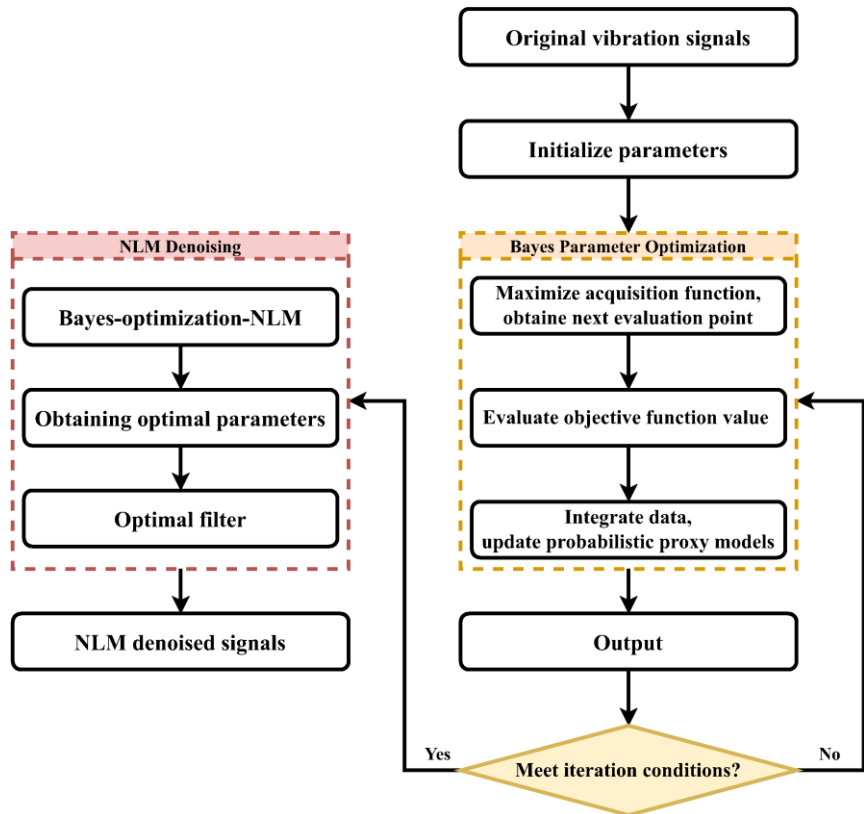 Original vibration signals
Initialize parameters
NLM Denoising
Bayes-optimization-NLM
Obtaining optimal parameters
Optimal filter
NLM denoised signals
Bayes Parameter Optimization
Maximize acquisition function,
obtaine next evaluation point
Evaluate objective function value
Integrate data,
update probabilistic proxy models
Output
Yes
Meet iteration conditions?
No